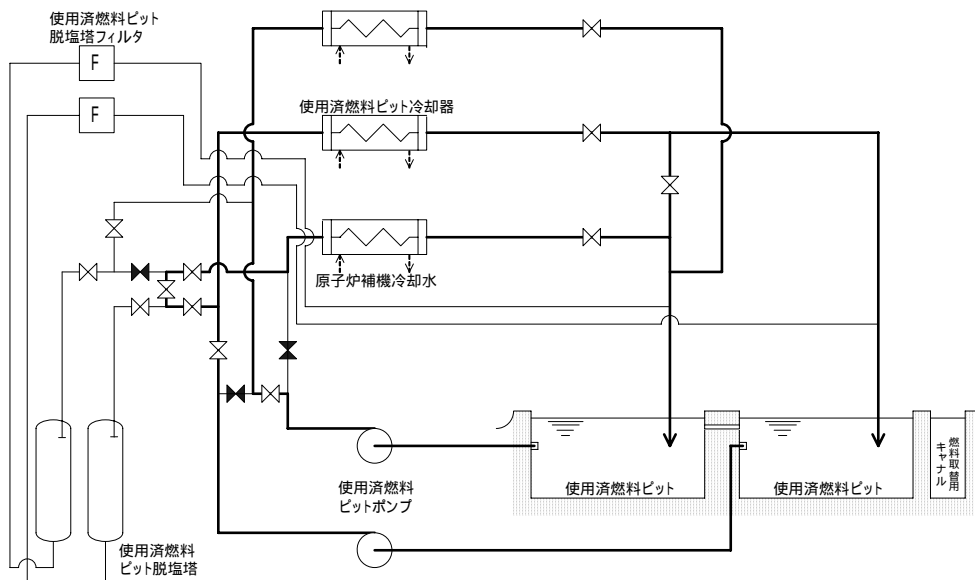 使用済燃料ピット
脱塩塔フィルタ
F
F
使用済燃料ピット冷却器
原子炉補機冷却水
使用済燃料
ピットポンプ
使用済燃料ピット
使用済燃料ピット
燃料取替用
キャナル
使用済燃料
ピット脱塩塔